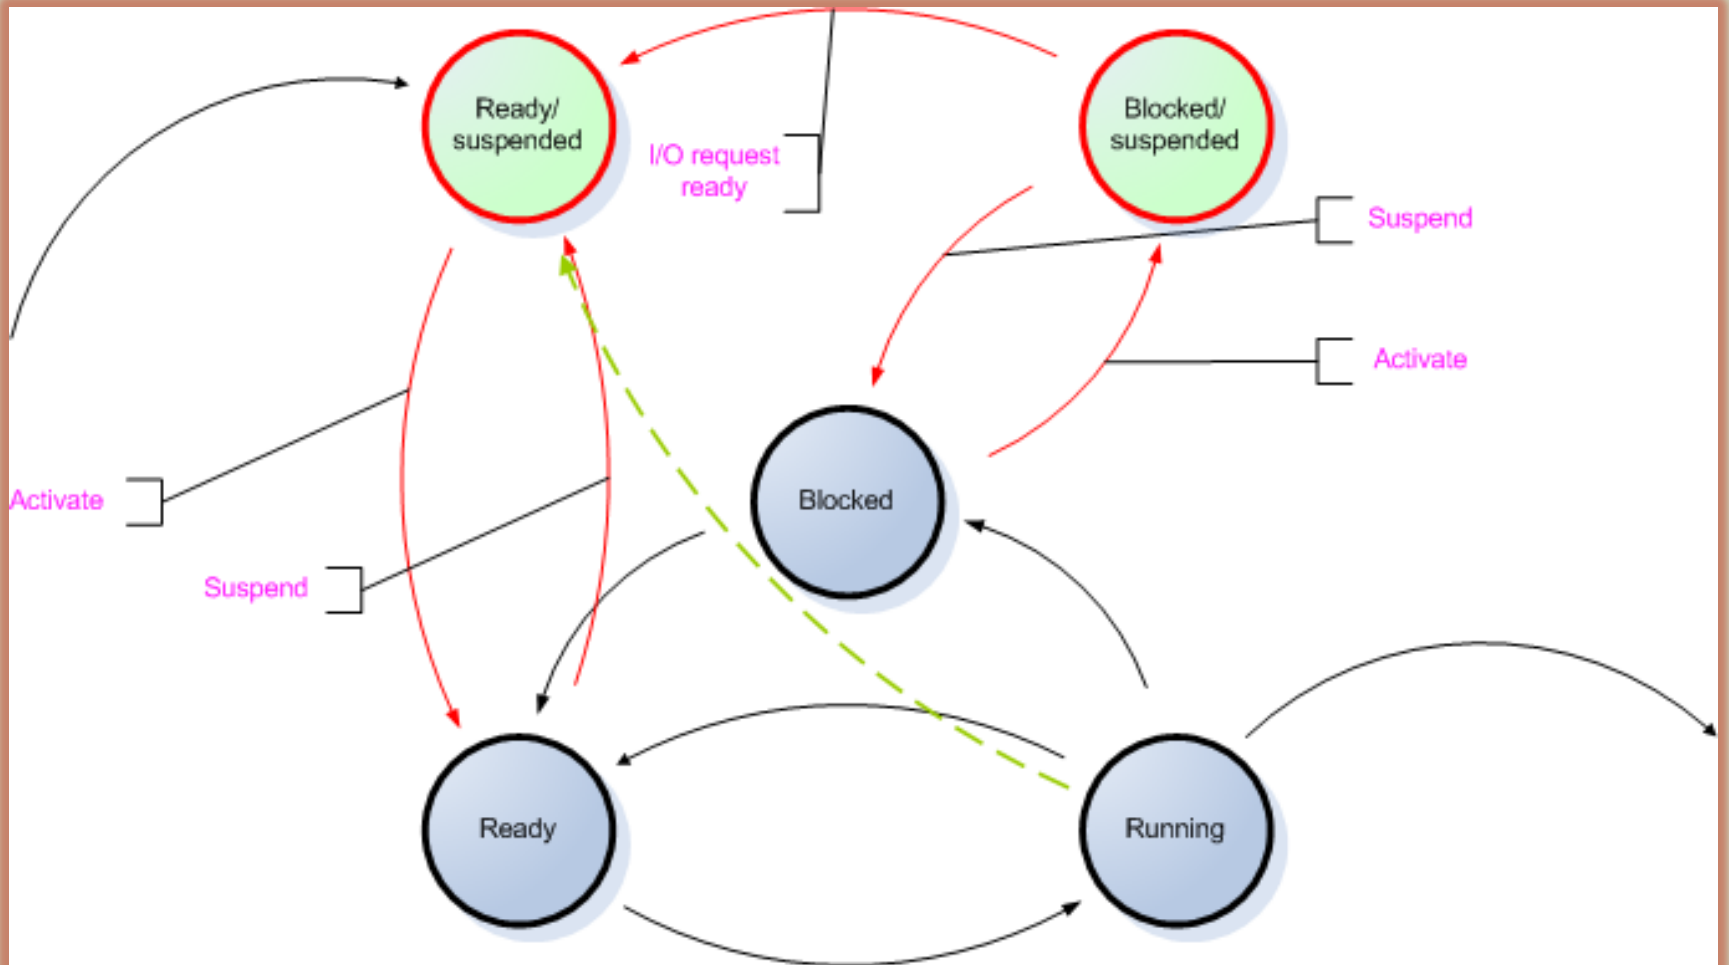 Ready/
suspended
Blocked/
suspended
I/O request
ready
Suspend
Activate
Activate
Blocked
Suspend
Ready
Running